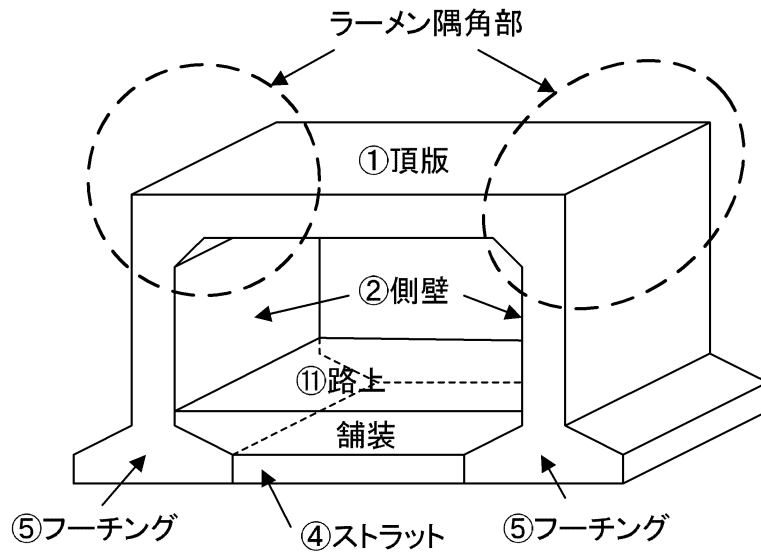 ラーメン隅角部
①頂版
②側壁
⑪路上
舗装
⑤フーチング
④ストラット
⑤フーチング